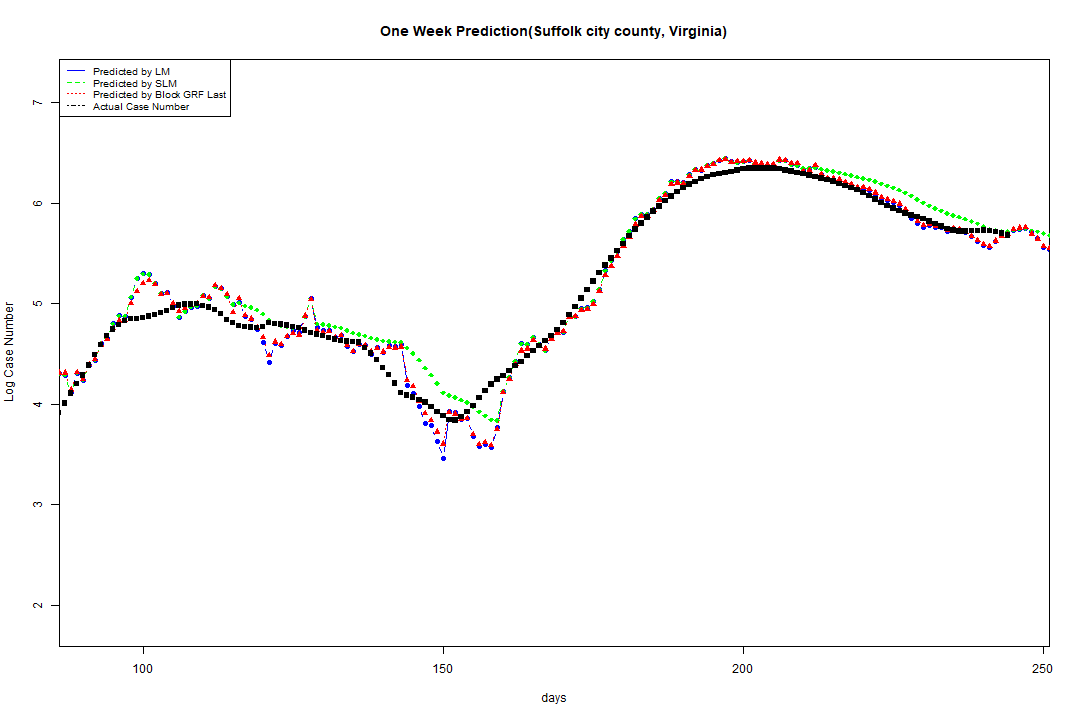 One Week Prediction(Suffolk city county, Virginia)
Predicted by LM
Predicted by SLM
Predicted by Block GRF Last
Actual Case Number
7
6
5
4
3
2
Log Case Number
100
150
200
250
days